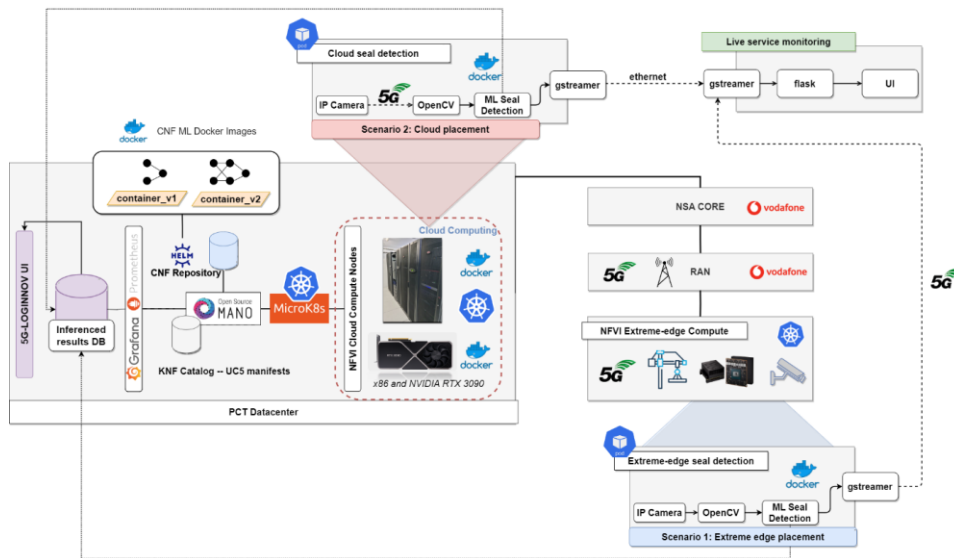 Cloud seal detection
docker
IP Camera
5G
OpenCV
ML Seal
Detection
gstreamer
Scenario 2: Cloud placement
ethernet
Live service monitoring
gstreamer
flask
UI
docker
CNF ML Docker Images
container_v1
container_v2
HELM
CNF Repository
5G-LOGINNOV UI
Inferenced
results DB
Grafana
Prometheus
Open Source
MANO
MicroK8s
KNF Catalog -- UC5 manifests
NFVI Cloud Compute Nodes
Cloud Computing
docker
docker
x86 and NVIDIA RTX 3090
PCT Datacenter
NSA CORE
vodafone
5G
RAN
vodafone
NFVI Extreme-edge Compute
5G
5G
pod
Extreme-edge seal detection
docker
IP Camera
OpenCV
ML Seal
Detection
gstreamer
Scenario 1: Extreme edge placement